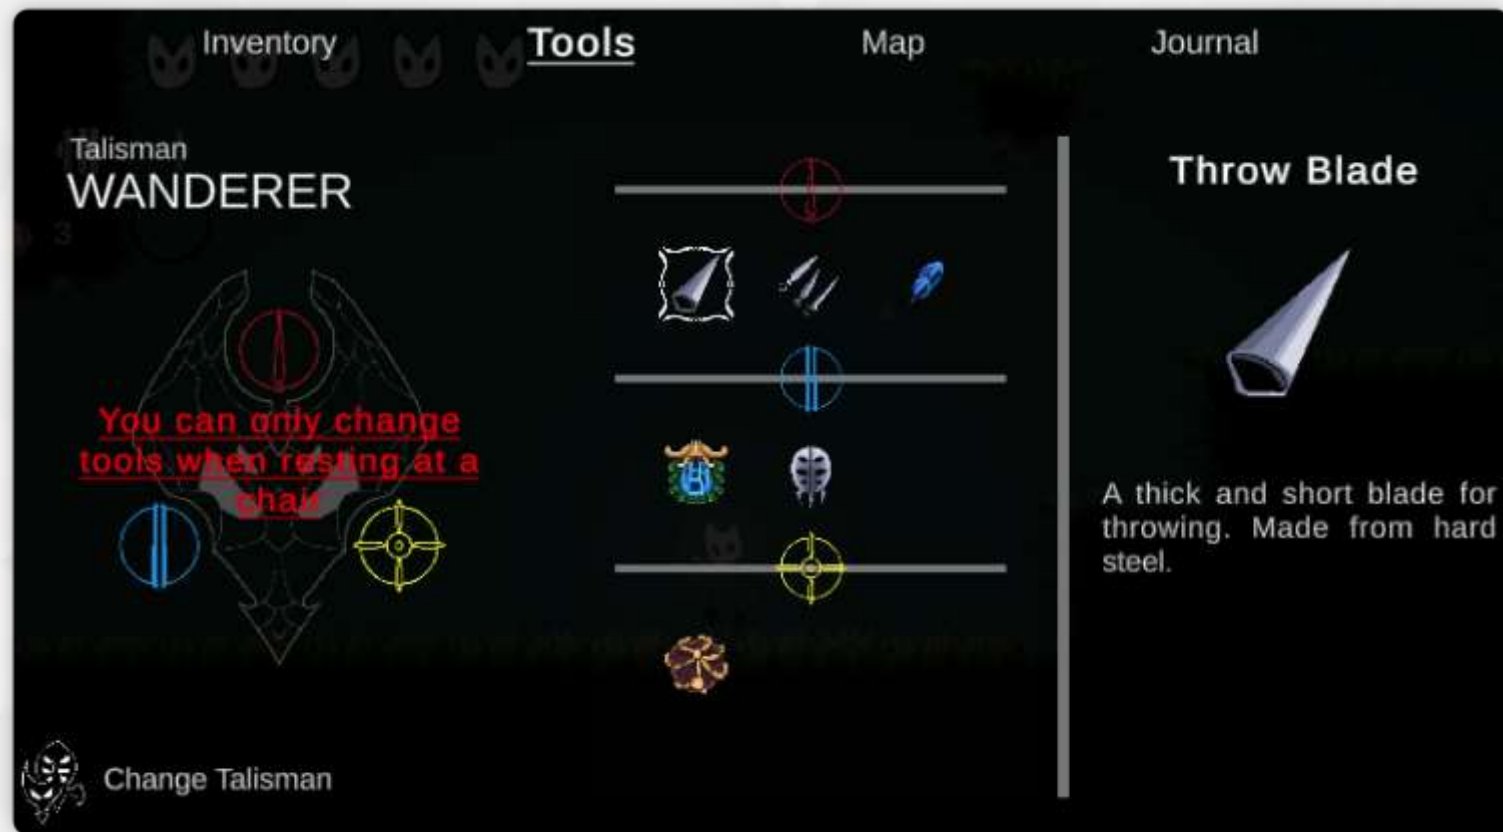 Inventory
Tools
Map
Journal
Talisman
WANDERER
3
You can only change
tools when resting at a
chair
Change Talisman
Throw Blade
A thick and short blade for
throwing. Made from hard
steel.